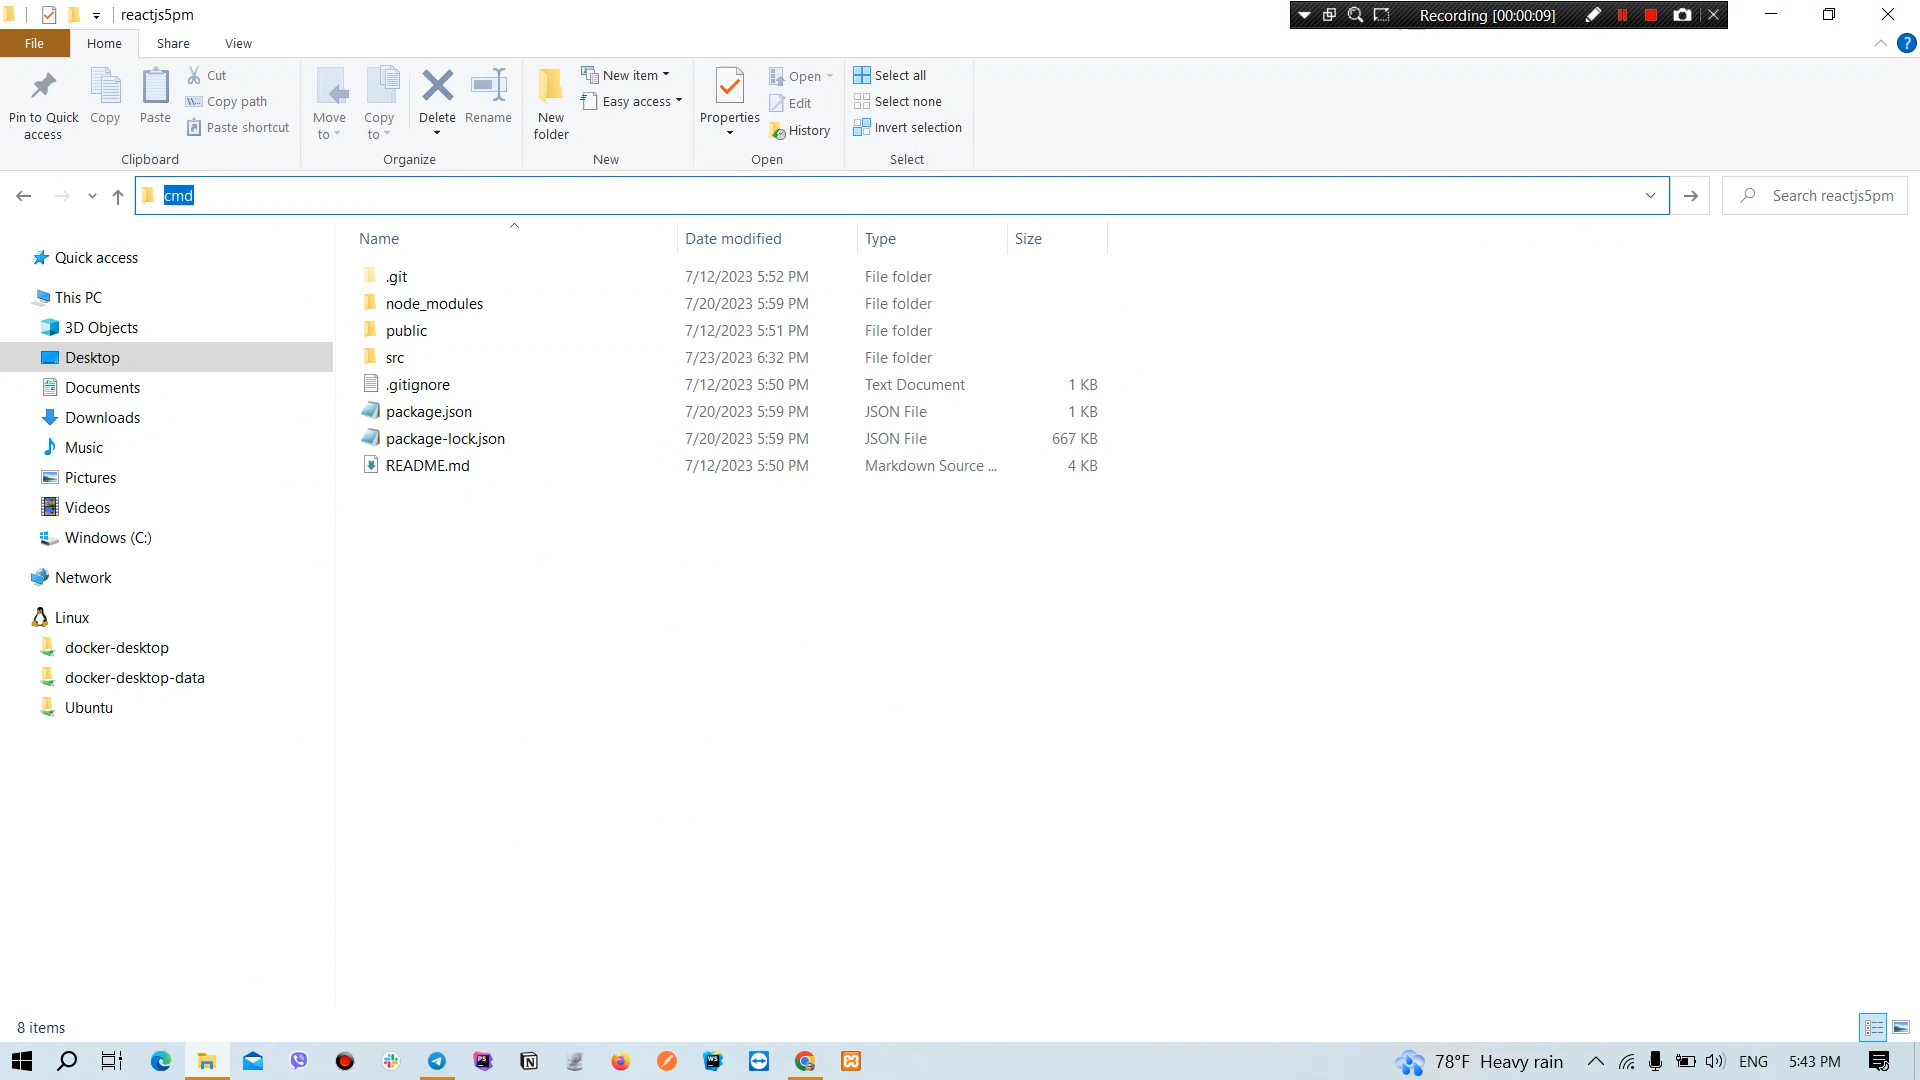 reactjs5pm
Recording [00:00:09]
File
Home
Share
View
Pin to Quick
access
Copy
Paste
Cut
Copy path
Paste shortcut
Clipboard
Move
to
Copy
to
Delete
Rename
Organize
New
folder
New item
Easy access
New
Properties
Open
Edit
History
Open
Select all
Select none
Invert selection
Select
cmd
Search reactjs5pm
Name Date modified Type Size
Quick access
This PC
3D Objects
Desktop
Documents
Downloads
Music
Pictures
Videos
Windows (C:)
Network
Linux
docker-desktop
docker-desktop-data
Ubuntu
.git 7/12/2023 5:52 PM File folder
node_modules 7/20/2023 5:59 PM File folder
public 7/12/2023 5:51 PM File folder
src 7/23/2023 6:32 PM File folder
.gitignore 7/12/2023 5:50 PM Text Document 1 KB
package.json 7/20/2023 5:59 PM JSON File 1 KB
package-lock.json 7/20/2023 5:59 PM JSON File 667 KB
README.md 7/12/2023 5:50 PM Markdown Source ... 4 KB
8 items
78°F Heavy rain
ENG
5:43 PM